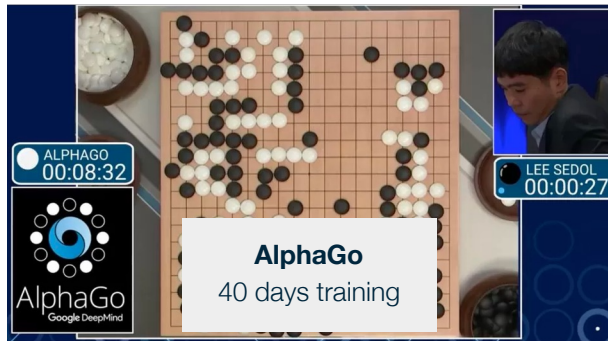 ALPHAGO
00:08:32
LEE SEDOL
00:00:27
AlphaGo
Google DeepMind
AlphaGo
40 days training